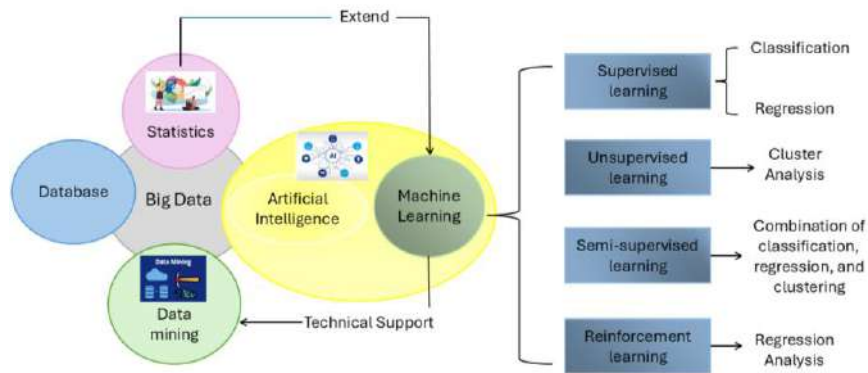 Extend
Statistics
Database
Big Data
Artificial
Intelligence
AI
Machine
Learning
Data Mining
Data
mining
Technical Support
Supervised
learning
Classification
Regression
Unsupervised
learning
Cluster
Analysis
Semi-supervised
learning
Combination of
classification,
regression, and
clustering
Reinforcement
learning
Regression
Analysis